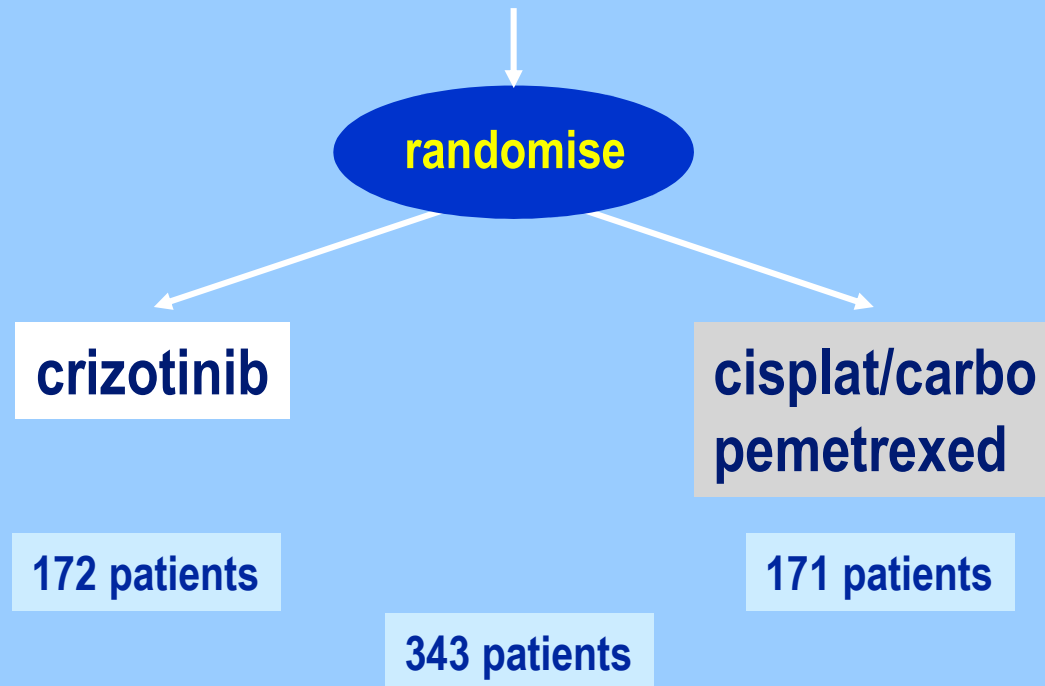 randomise
crizotinib
cisplat/carbo
pemetrexed
172 patients
171 patients
343 patients